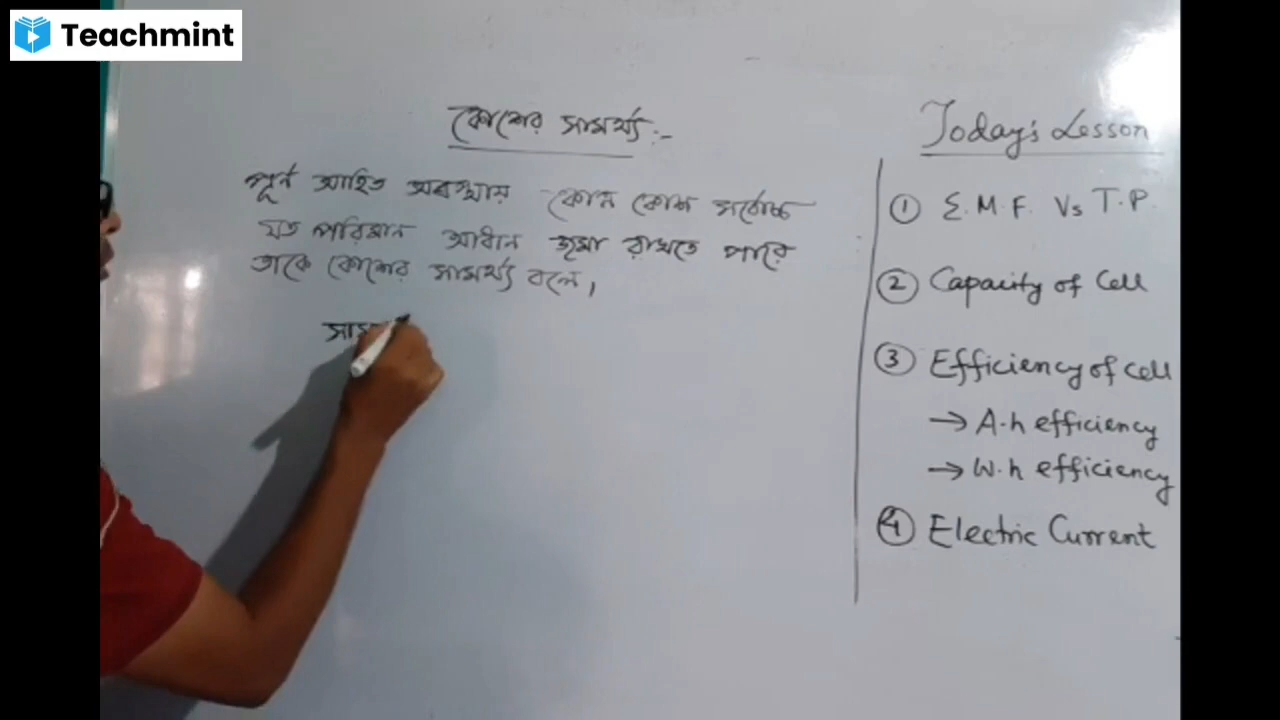 Teachmint
কোশের সামর্থ্য :-
পূর্ন আহিত অবস্থায় কোন কোশ সর্বোচ্চ
যত পরিমান আধান জমা রাখতে পারে
তাকে কোশের সামর্থ্য বলে।
Today's Lesson
① E.M.F. Vs T.P.
② Capacity of Cell
③ Efficiency of cell
→ A-h efficiency
→ W.h efficiency
④ Electric Current